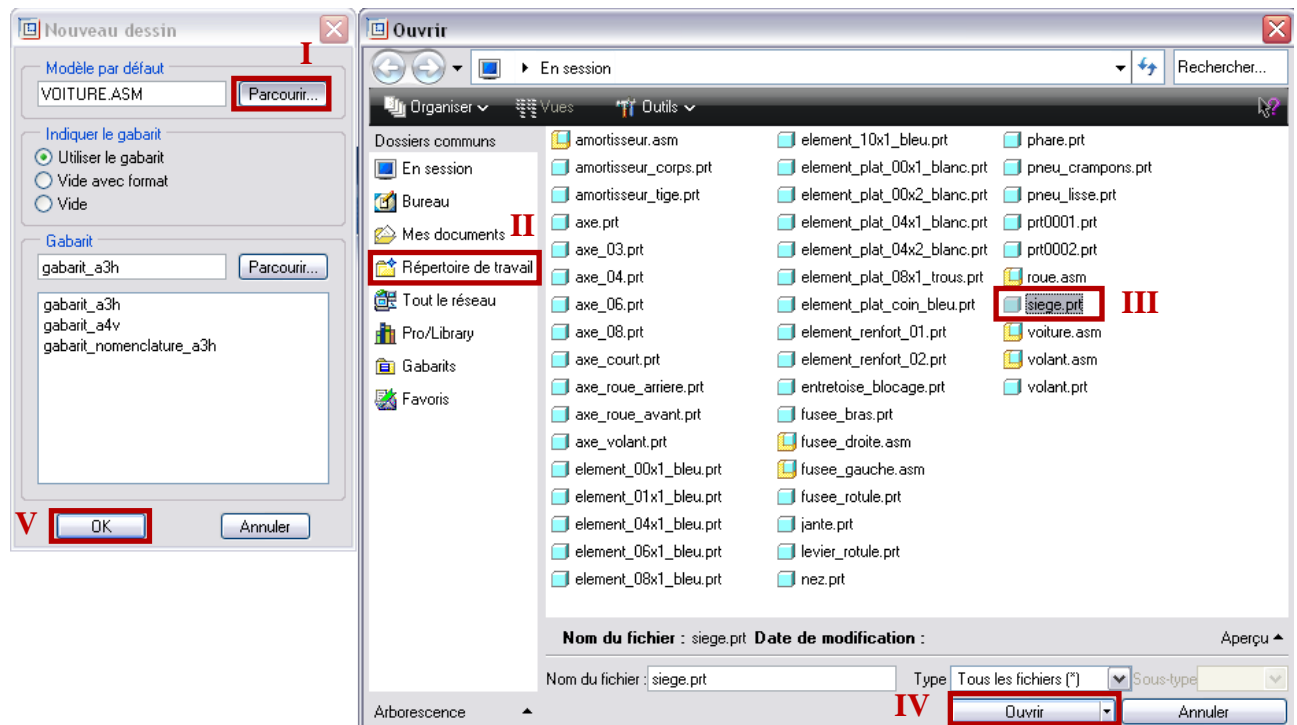 Nouveau dessin
I
Modèle par défaut
VOITURE.ASM
Parcourir...
Indiquer le gabarit
Utiliser le gabarit
Vide avec format
Vide
Gabarit
gabarit_a3h
Parcourir...
gabarit_a3h
gabarit_a4v
gabarit_nomenclature_a3h
V
OK
Annuler
Ouvrir
En session
Rechercher...
Organiser
Vues
Outils
Dossiers communs
En session
Bureau
Mes documents
II
Répertoire de travail
Tout le réseau
Pro/Library
Gabarits
Favoris
amortisseur.asm
amortisseur_corps.prt
amortisseur_tige.prt
axe.prt
axe_03.prt
axe_04.prt
axe_06.prt
axe_08.prt
axe_court.prt
axe_roue_arriere.prt
axe_roue_avant.prt
axe_volant.prt
element_00x1_bleu.prt
element_01x1_bleu.prt
element_04x1_bleu.prt
element_06x1_bleu.prt
element_08x1_bleu.prt
element_10x1_bleu.prt
element_plat_00x1_blanc.prt
element_plat_00x2_blanc.prt
element_plat_04x1_blanc.prt
element_plat_04x2_blanc.prt
element_plat_08x1_trous.prt
element_plat_coin_bleu.prt
element_renfort_01.prt
element_renfort_02.prt
entretoise_blocage.prt
fusee_bras.prt
fusee_droite.asm
fusee_gauche.asm
fusee_rotule.prt
jante.prt
levier_rotule.prt
nez.prt
phare.prt
pneu_crampons.prt
pneu_lisse.prt
prt0001.prt
prt0002.prt
roue.asm
siege.prt
III
voiture.asm
volant.asm
volant.prt
Nom du fichier : siege.prt Date de modification :
Aperçu
Nom du fichier : siege.prt
Type Tous les fichiers (*)
Sous-type
Arborescence
IV
Ouvrir
Annuler